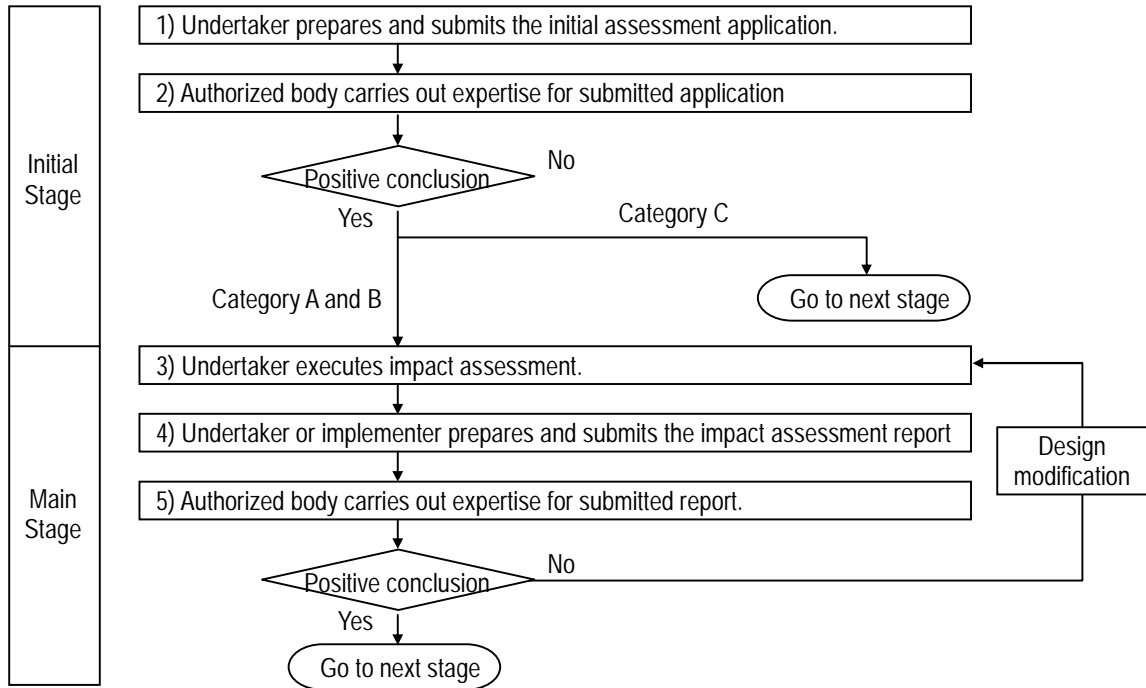 1) Undertaker prepares and submits the initial assessment application.
2) Authorized body carries out expertise for submitted application
Initial
Stage
Positive conclusion
No
Yes
Category C
Category A and B
Go to next stage
3) Undertaker executes impact assessment.
4) Undertaker or implementer prepares and submits the impact assessment report
Design
modification
5) Authorized body carries out expertise for submitted report.
Main
Stage
Positive conclusion
No
Yes
Go to next stage